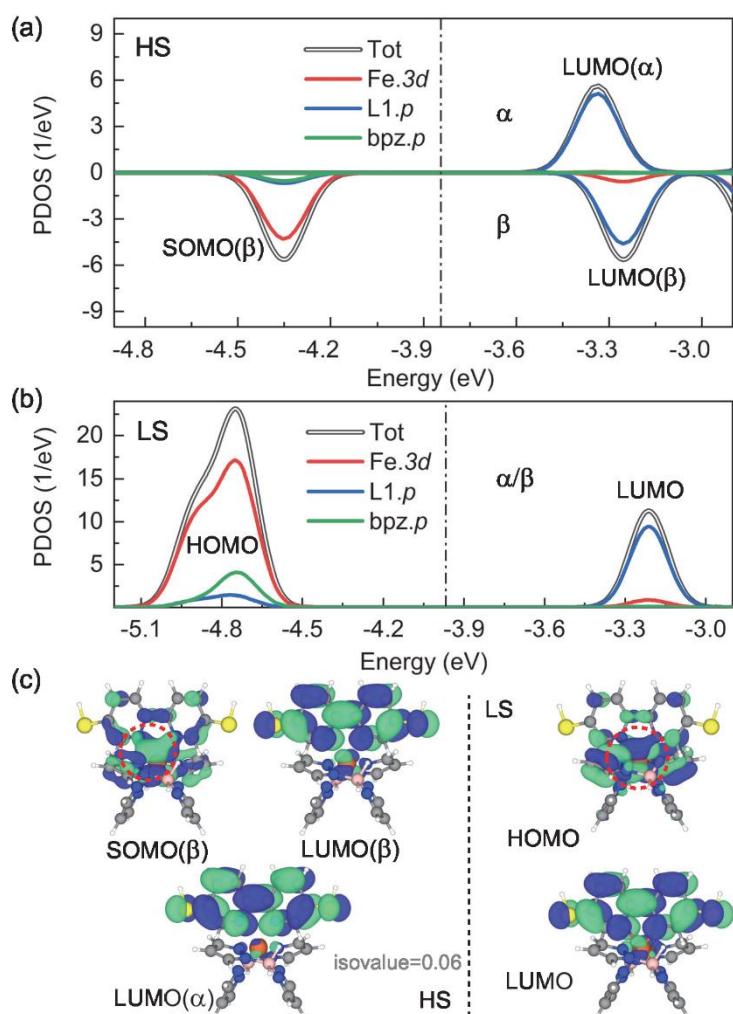 (a)
HS
Tot
Fe.3d
L1.p
bpz.p
LUMO(α)
α
β
SOMO(β)
LUMO(β)
PDOS (1/eV)
9
6
3
0
-3
-6
-9
-4.8 -4.5 -4.2 -3.9 -3.6 -3.3 -3.0
Energy (eV)
(b)
LS
Tot
Fe.3d
L1.p
bpz.p
α/β
LUMO
HOMO
PDOS (1/eV)
20
15
10
5
-5.1 -4.8 -4.5 -4.2 -3.9 -3.6 -3.3 -3.0
Energy (eV)
(c)
LS
SOMO(β)
LUMO(β)
HOMO
isovalue=0.06
LUMO(α)
HS
LUMO